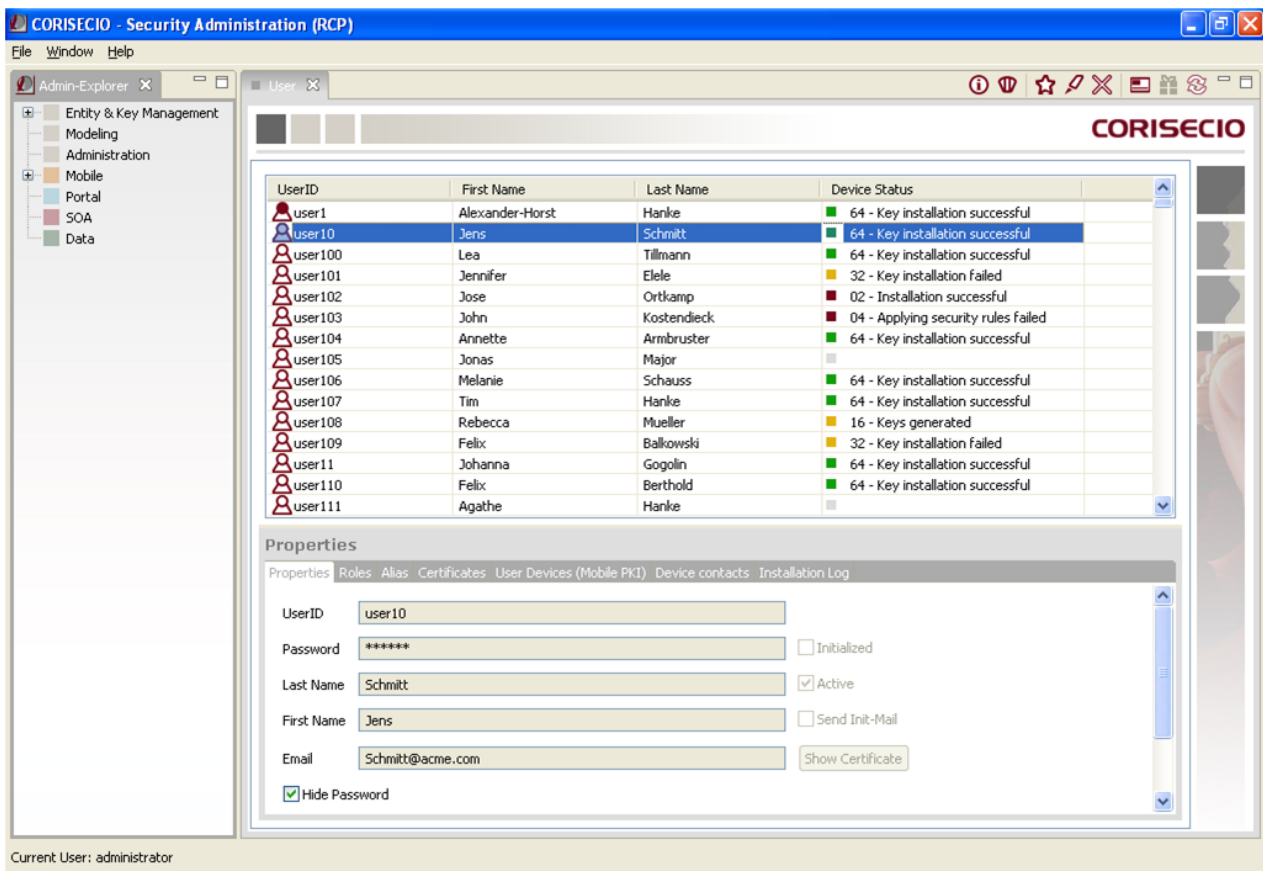 CORISECIO - Security Administration (RCP)
File Window Help
Admin-Explorer
User
Entity & Key Management
Modeling
Administration
Mobile
Portal
SOA
Data
CORISECIO
UserID First Name Last Name Device Status
user1 Alexander-Horst Hanke 64 - Key installation successful
user10 Jens Schmitt 64 - Key installation successful
user100 Lea Tillmann 64 - Key installation successful
user101 Jennifer Elele 32 - Key installation failed
user102 Jose Ortkamp 02 - Installation successful
user103 John Kostendieck 04 - Applying security rules failed
user104 Annette Armbruster 64 - Key installation successful
user105 Jonas Major
user106 Melanie Schauss 64 - Key installation successful
user107 Tim Hanke 64 - Key installation successful
user108 Rebecca Mueller 16 - Keys generated
user109 Felix Balkowski 32 - Key installation failed
user11 Johanna Gogolin 64 - Key installation successful
user110 Felix Berthold 64 - Key installation successful
user111 Agathe Hanke
Properties
Properties Roles Alias Certificates User Devices (Mobile PKI) Device contacts Installation Log
UserID user10
Password ****** Initialized
Last Name Schmitt Active
First Name Jens Send Init-Mail
Email Schmitt@acme.com Show Certificate
Hide Password
Current User: administrator